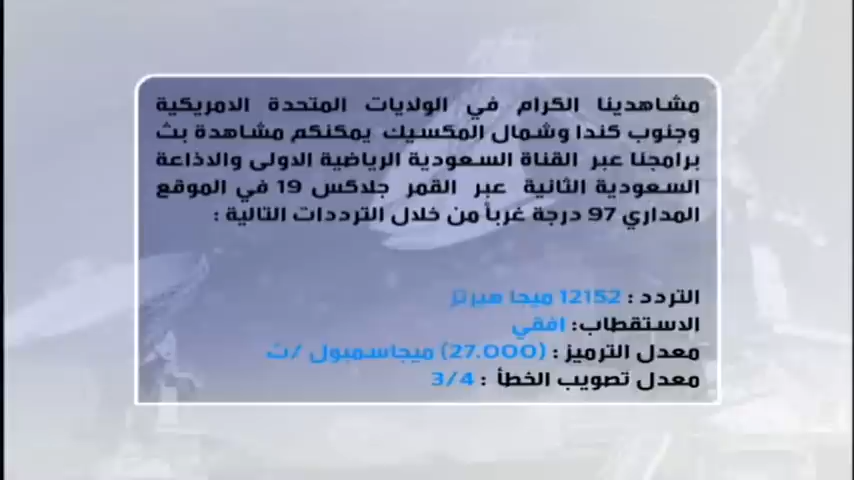 مشاهدينا الكرام في الولايات المتحدة الامريكية
وجنوب كندا وشمال المكسيك يمكنكم مشاهدة بث
برامجنا عبر القناة السعودية الرياضية الاولى والاذاعة
السعودية الثانية عبر القمر جلاكس 19 في الموقع
المداري 97 درجة غرباً من خلال الترددات التالية :
التردد : 12152 ميجا هيرتز
الاستقطاب: افقي
معدل الترميز : (27.000) ميجاسمبول /ث
معدل تصويب الخطأ : 3/4